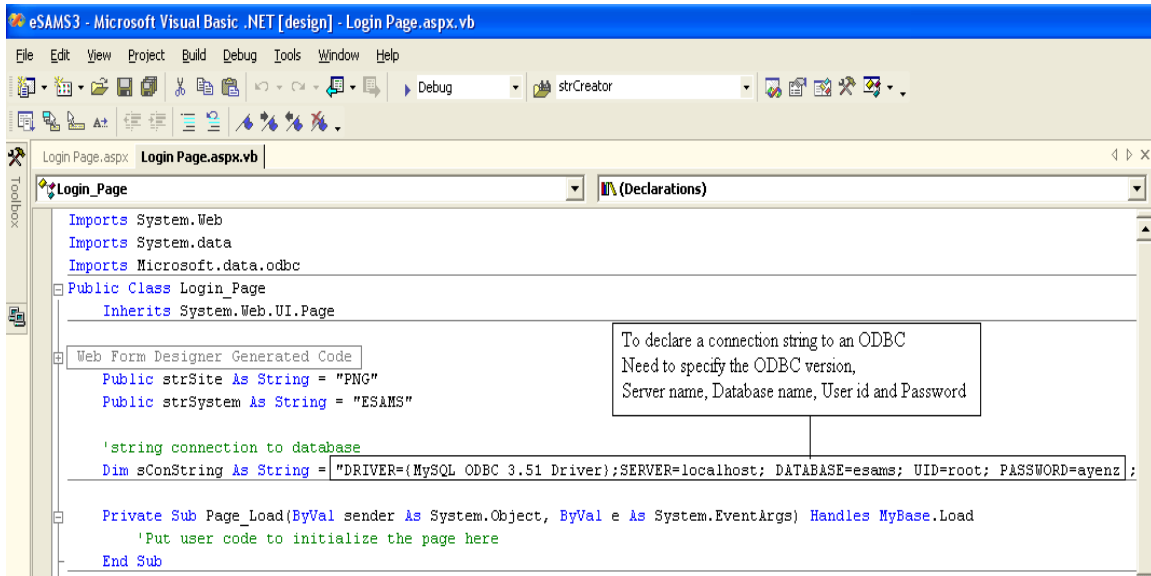 eSAMS3 - Microsoft Visual Basic .NET [design] - Login Page.aspx.vb
File Edit View Project Build Debug Tools Window Help
Debug strCreator
Login Page.aspx Login Page.aspx.vb
Toolbox
Login_Page (Declarations)
Imports System.Web
Imports System.data
Imports Microsoft.data.odbc
Public Class Login_Page
Inherits System.Web.UI.Page
To declare a connection string to an ODBC
Need to specify the ODBC version,
Server name, Database name, User id and Password
Web Form Designer Generated Code
Public strSite As String = "PNG"
Public strSystem As String = "ESAMS"
'string connection to database
Dim sConString As String = "DRIVER={MySQL ODBC 3.51 Driver};SERVER=localhost; DATABASE=esams; UID=root; PASSWORD=ayenz ;
Private Sub Page_Load(ByVal sender As System.Object, ByVal e As System.EventArgs) Handles MyBase.Load
'Put user code to initialize the page here
End Sub